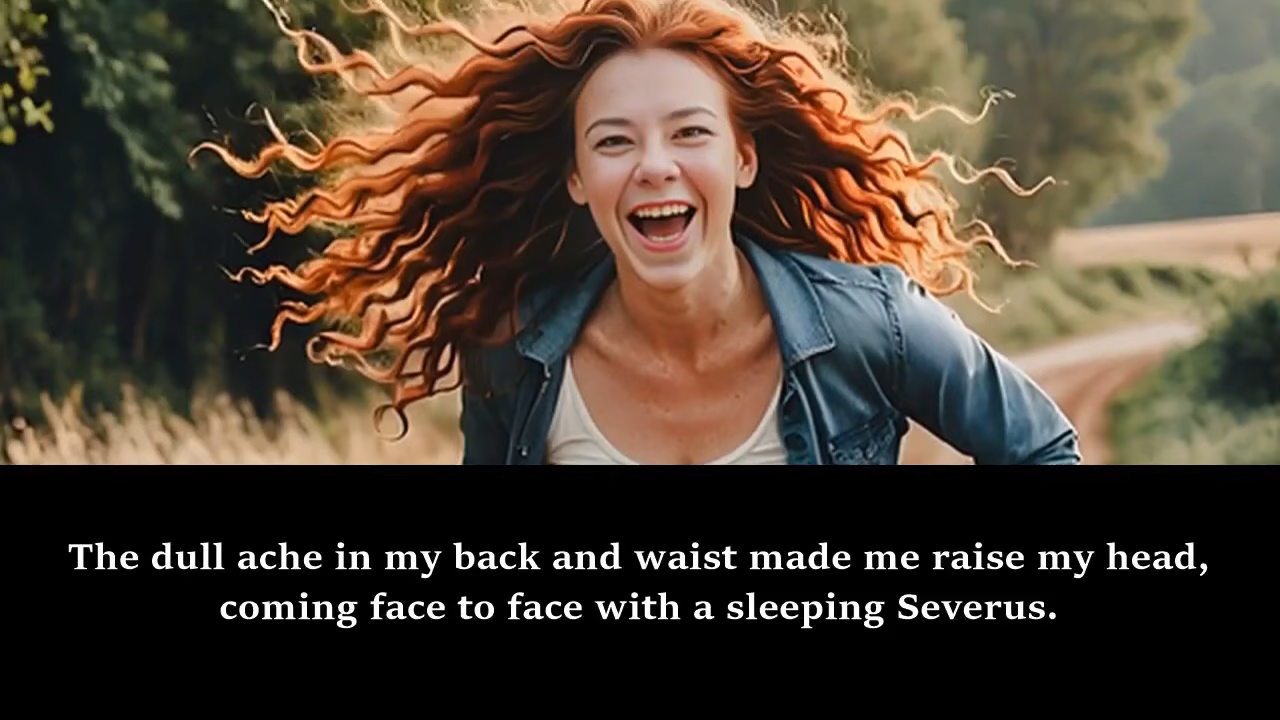 The dull ache in my back and waist made me raise my head,
coming face to face with a sleeping Severus.